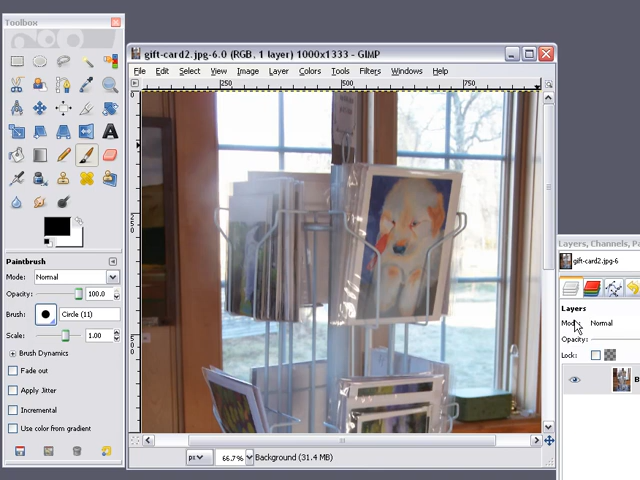 Toolbox
gift-card2.jpg-6.0 (RGB, 1 layer) 1000x1333 - GIMP
File Edit Select View Image Layer Colors Tools Filters Windows Help
250 500 750
0
250
500
Paintbrush
Mode: Normal
Opacity: 100.0
Brush: Circle (11)
Scale: 1.00
Brush Dynamics
Fade out
Apply Jitter
Incremental
Use color from gradient
px 66.7% Background (31.4 MB)
Layers, Channels, Pa
gift-card2.jpg-6
Layers
Mode: Normal
Opacity:
Lock:
B